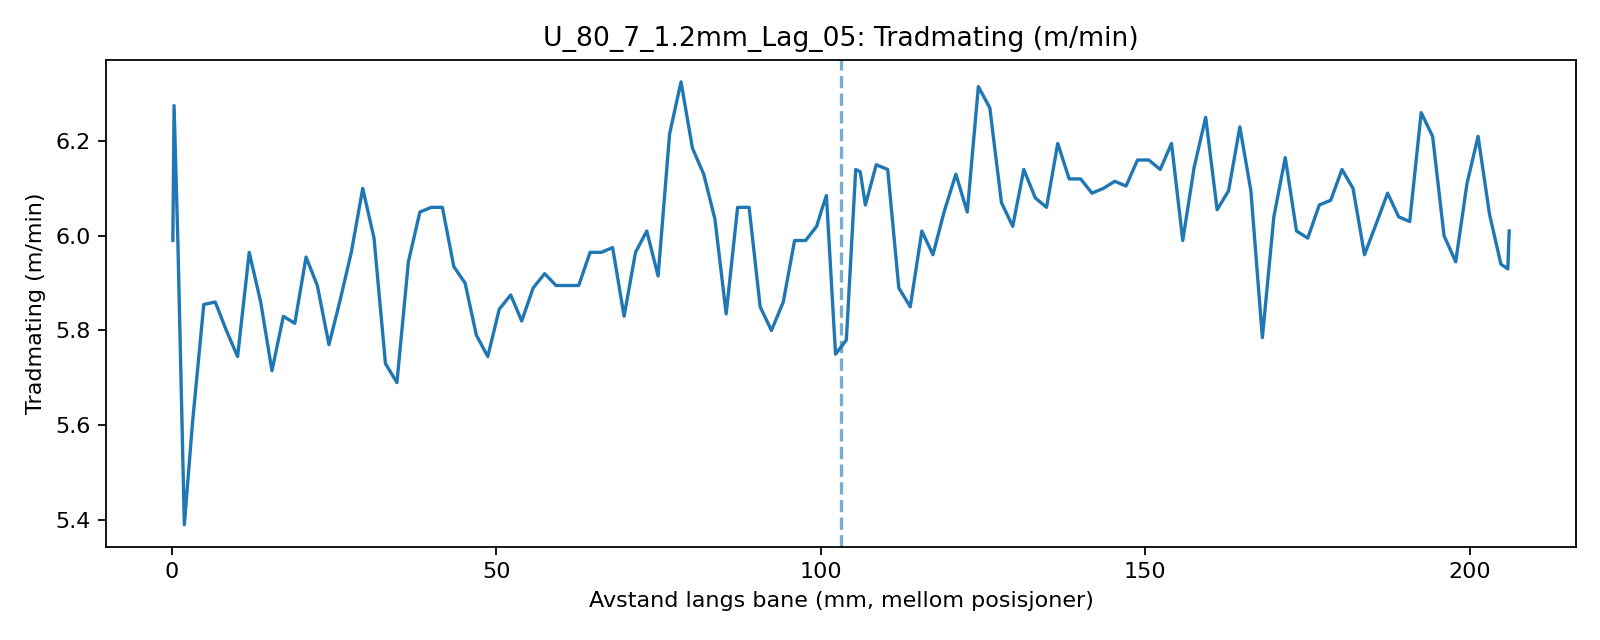 U_80_7_1.2mm_Lag_05: Tradmating (m/min)
Tradmating (m/min)
6.2
6.0
5.8
5.6
5.4
0 50 100 150 200
Avstand langs bane (mm, mellom posisjoner)